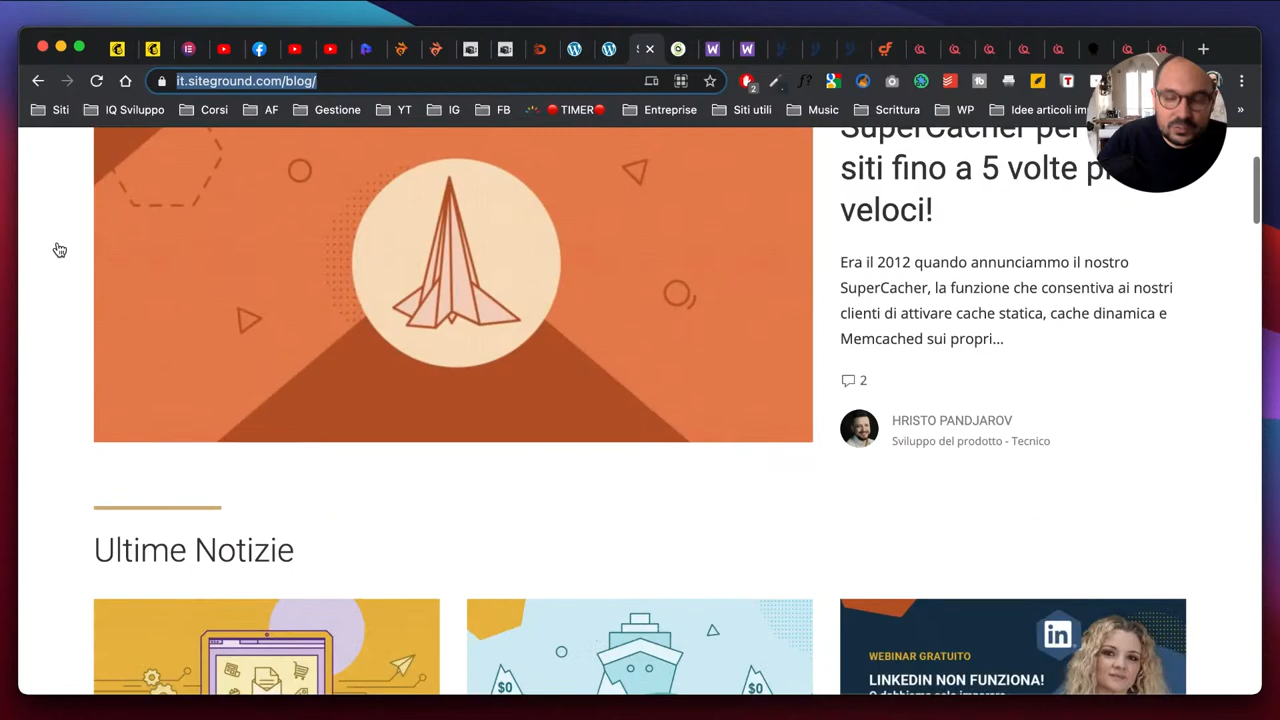 it.siteground.com/blog/
2
Siti
IQ Sviluppo
Corsi
AF
Gestione
YT
IG
FB
TIMER
Entreprise
Siti utili
Music
Scrittura
WP
Idee articoli im
»
SuperCacher per
siti fino a 5 volte p
veloci!
Era il 2012 quando annunciammo il nostro
SuperCacher, la funzione che consentiva ai nostri
clienti di attivare cache statica, cache dinamica e
Memcached sui propri...
2
HRISTO PANDJAROV
Sviluppo del prodotto - Tecnico
Ultime Notizie
$0
$0
in
WEBINAR GRATUITO
LINKEDIN NON FUNZIONA!